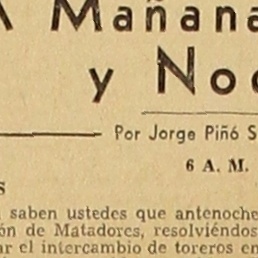 A Mañana
y No
Por Jorge Piñó S
6 A. M.
S
saben ustedes que antenoche
ón de Matadores, resolviéndos
ar el intercambio de toreros en